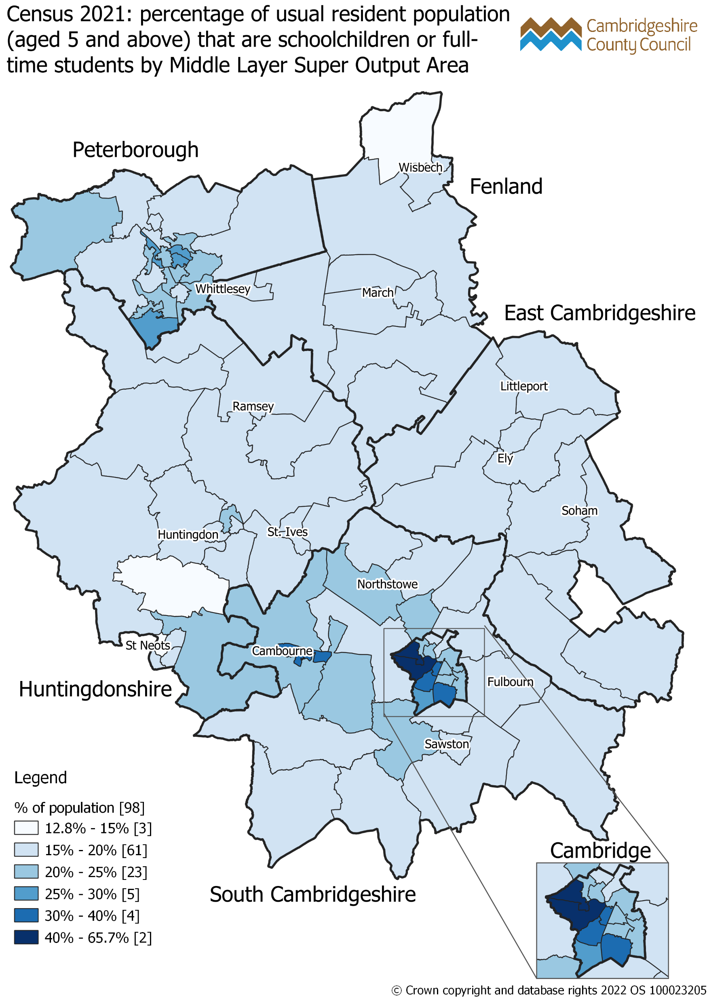 Census 2021: percentage of usual resident population
(aged 5 and above) that are schoolchildren or full-
time students by Middle Layer Super Output Area
Cambridgeshire
County Council
Peterborough
Wisbech
Fenland
Whittlesey
March
East Cambridgeshire
Littleport
Ramsey
Ely
Soham
Huntingdon
St. Ives
Northstowe
St Neots
Cambourne
Huntingdonshire
Fulbourn
Sawston
Legend
% of population [98]
12.8% - 15% [3]
15% - 20% [61]
20% - 25% [23]
25% - 30% [5]
30% - 40% [4]
40% - 65.7% [2]
Cambridge
South Cambridgeshire
© Crown copyright and database rights 2022 OS 100023205